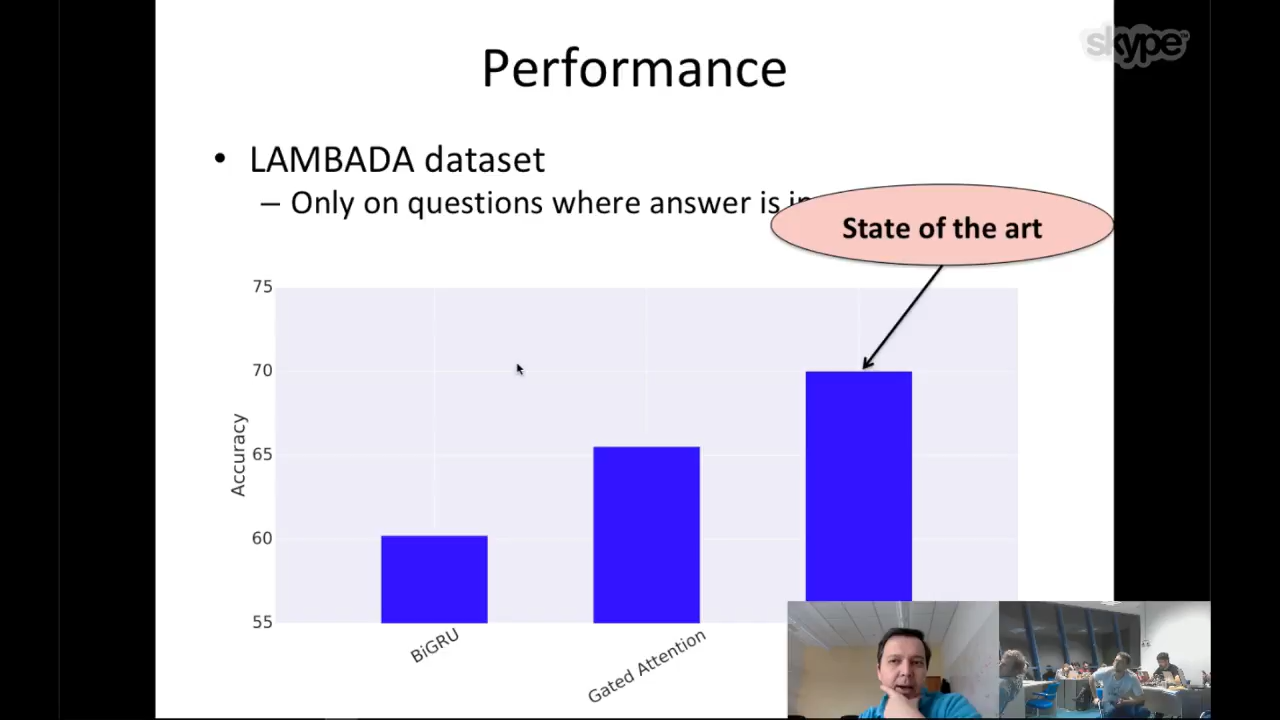 Performance
skype
• LAMBADA dataset
– Only on questions where answer is
State of the art
75
70
65
60
55
Accuracy
BiGRU
Gated Attention